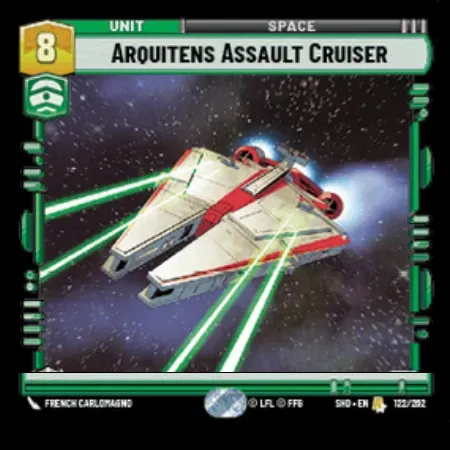 UNIT
SPACE
8
ARQUITENS ASSAULT CRUISER
FRENCH CARLOMAGNO
© LFL © FFG
SHD • EN
122/262